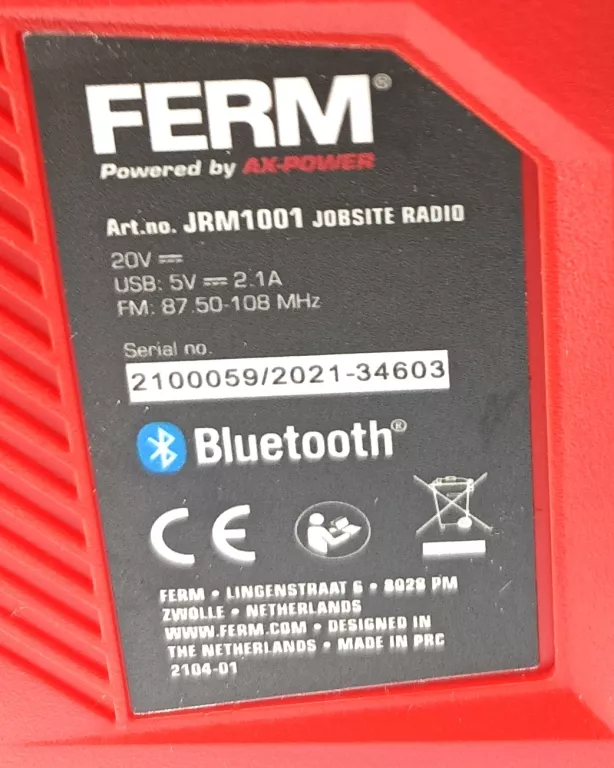 FERM®
Powered by AX-POWER
Art.no. JRM1001 JOBSITE RADIO
20V ⎓
USB: 5V ⎓ 2.1A
FM: 87.50-108 MHz
Serial no.
2100059/2021-34603
Bluetooth®
CE
FERM • LINGENSTRAAT 6 • 8028 PM
ZWOLLE • NETHERLANDS
WWW.FERM.COM • DESIGNED IN
THE NETHERLANDS • MADE IN PRC
2104-01